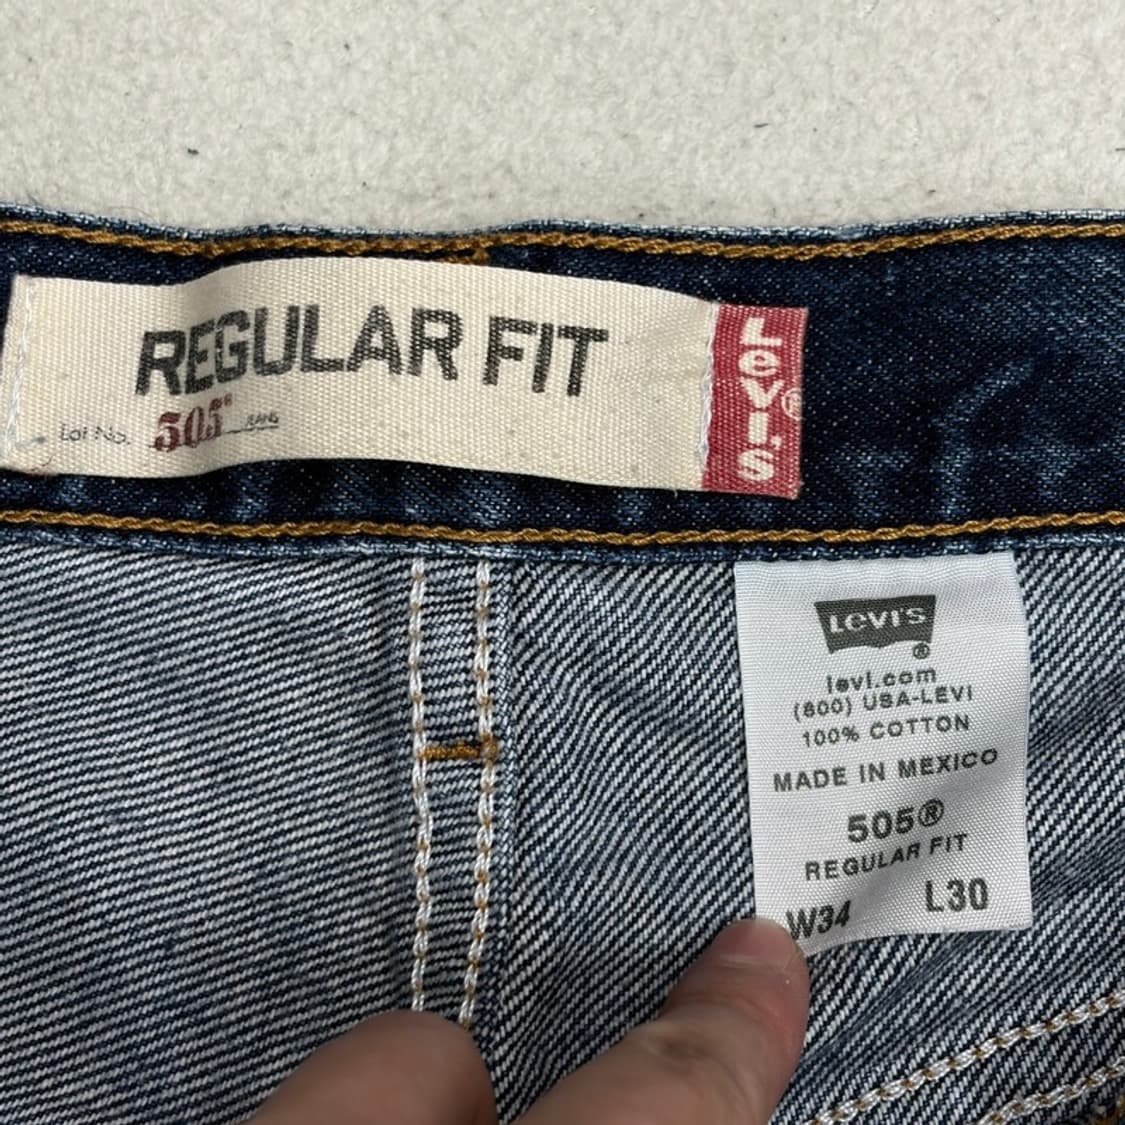 REGULAR FIT
Lot No. 505® JEANS
LEVI'S®
LEVI'S
®
levi.com
(800) USA-LEVI
100% COTTON
MADE IN MEXICO
505®
REGULAR FIT
W34 L30